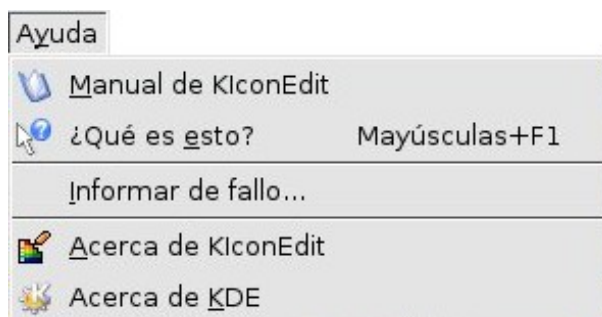 Ayuda
Manual de KIconEdit
¿Qué es esto? Mayúsculas+F1
Informar de fallo...
Acerca de KIconEdit
Acerca de KDE